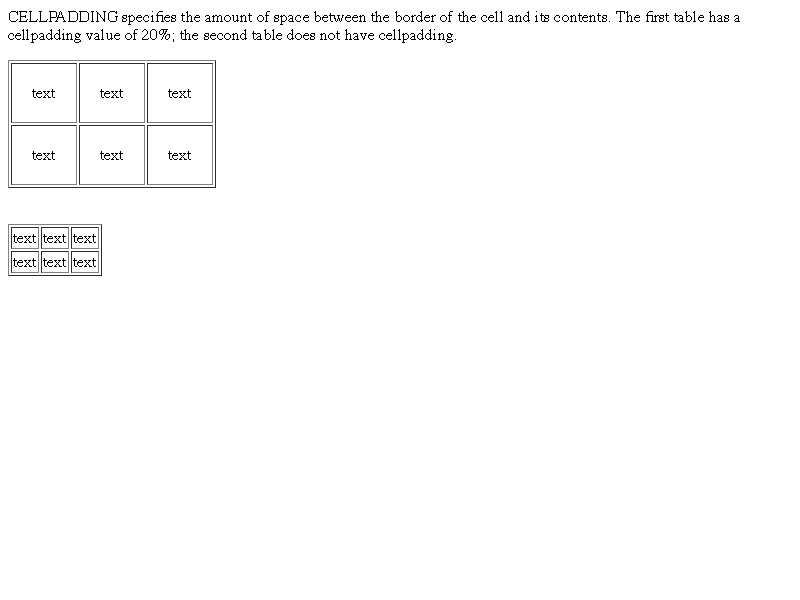 CELLPADDING specifies the amount of space between the border of the cell and its contents. The first table has a
cellpadding value of 20%; the second table does not have cellpadding.
text text text
text text text
text text text
text text text